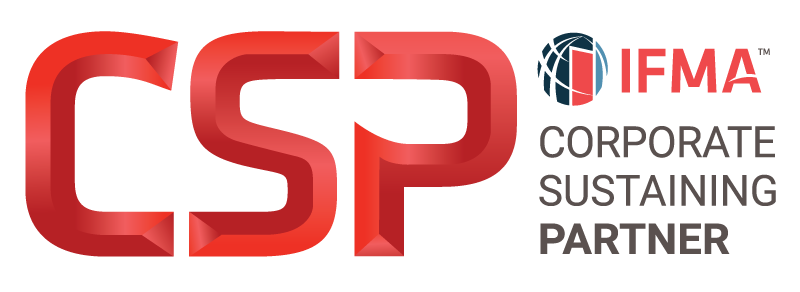 CSP
IFMA™
CORPORATE
SUSTAINING
PARTNER